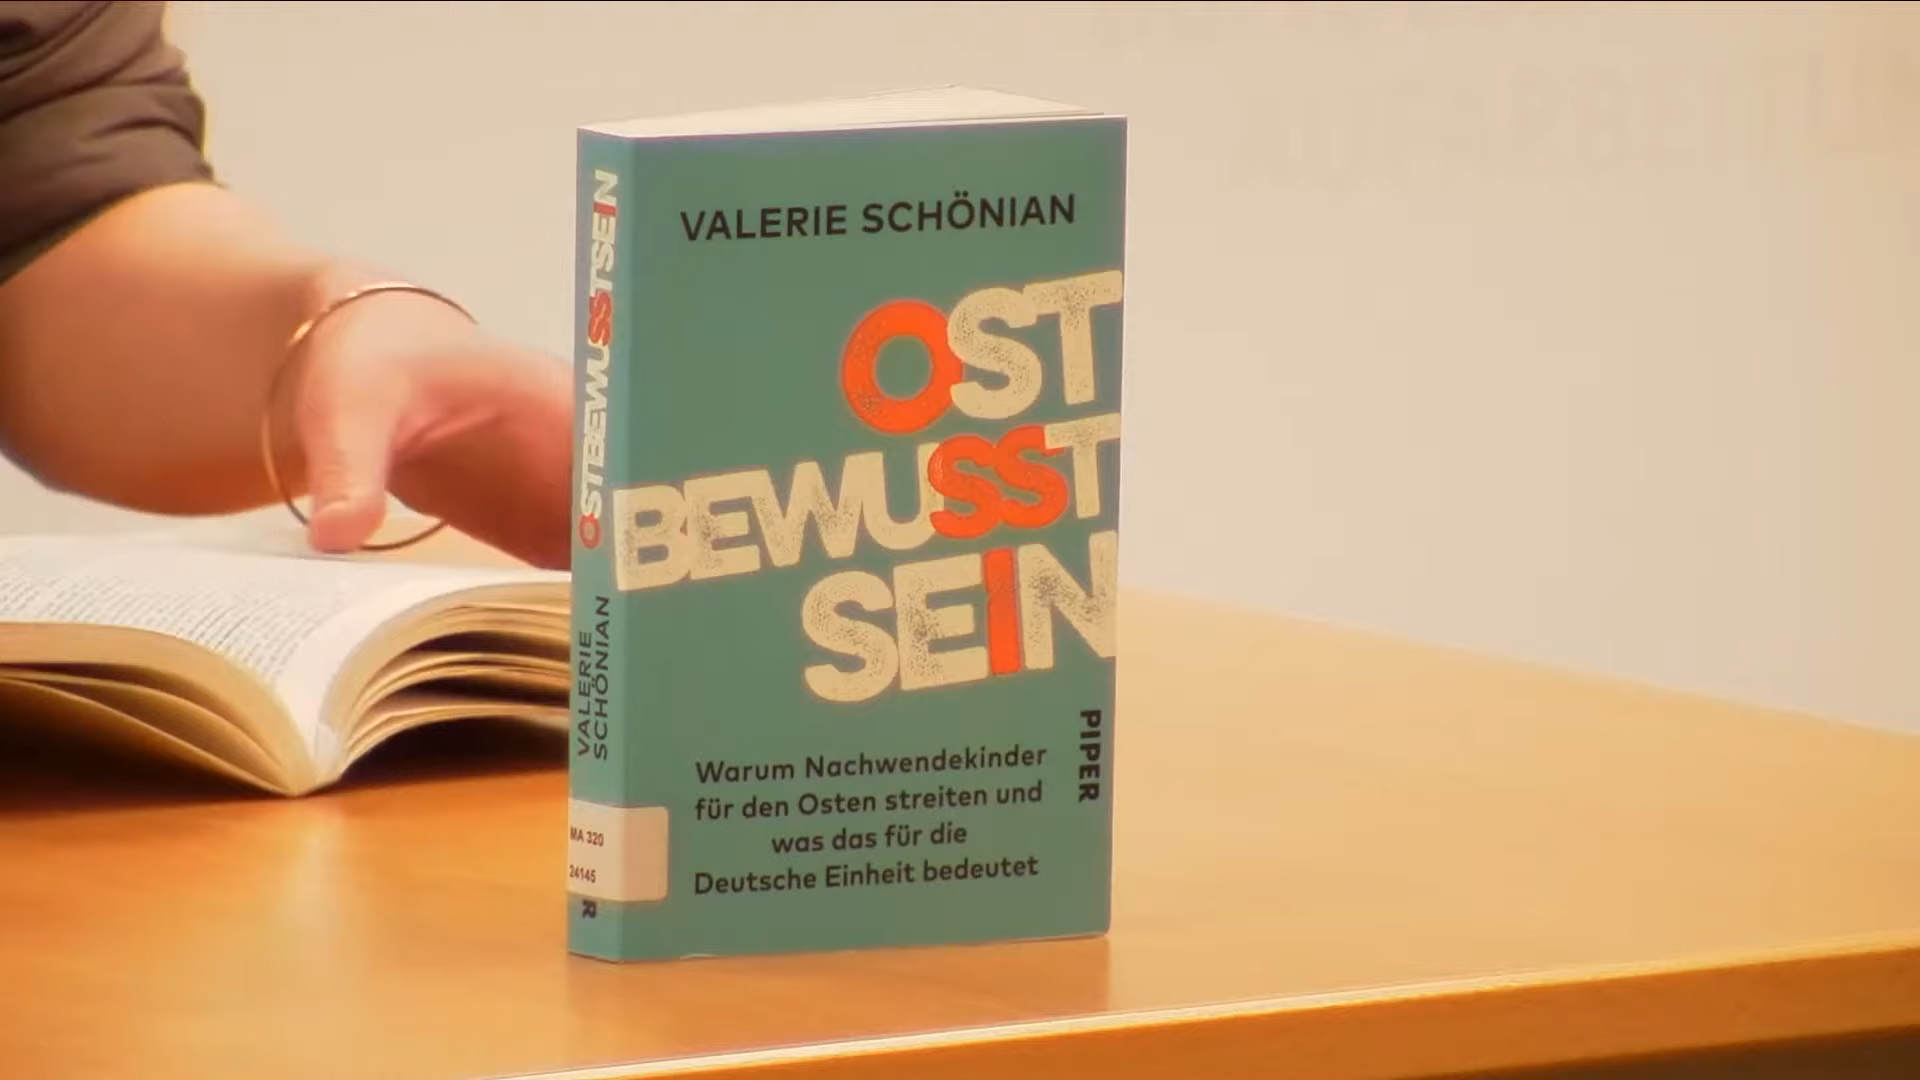 VALERIE SCHÖNIAN
OST
BEWUSST
SEIN
PIPER
Warum Nachwendekinder
für den Osten streiten und
was das für die
Deutsche Einheit bedeutet
OSTBEWUSSTSEIN
VALERIE
SCHÖNIAN
MA 320
24145
R